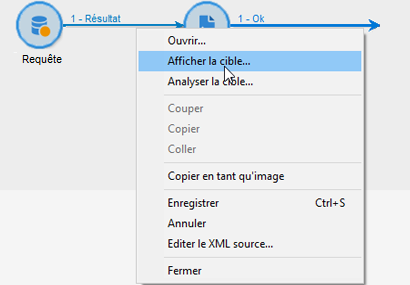 1 - Résultat
1 - Ok
Requête
Ouvrir...
Afficher la cible...
Analyser la cible...
Couper
Copier
Coller
Copier en tant qu'image
Enregistrer Ctrl+S
Annuler
Editer le XML source...
Fermer